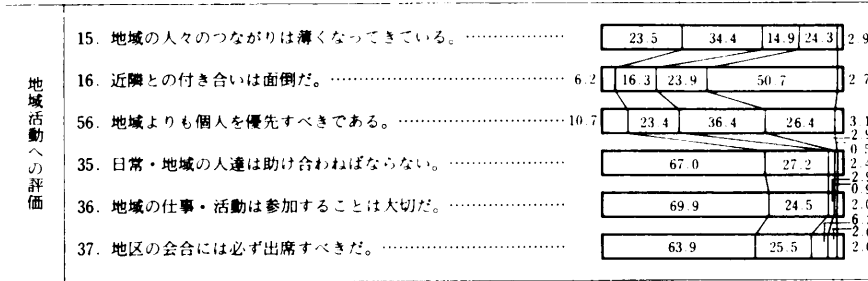 地域活動への評価
15. 地域の人々のつながりは薄くなってきている。 23.5 34.4 14.9 24.3 2.9
16. 近隣との付き合いは面倒だ。 6.2 16.3 23.9 50.7 2.7
56. 地域よりも個人を優先すべきである。 10.7 23.4 36.4 26.4 3.1
35. 日常・地域の人達は助け合わねばならない。 67.0 27.2 2.9 0.5 2.4
36. 地域の仕事・活動は参加することは大切だ。 69.9 24.5 2.0
37. 地区の会合には必ず出席すべきだ。 63.9 25.5